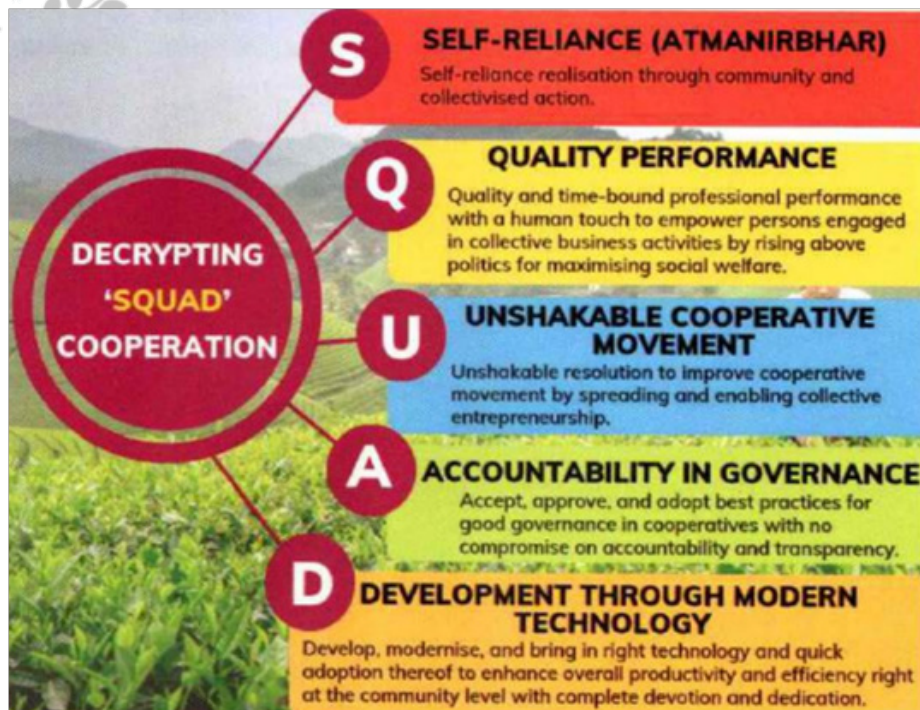 DECRYPTING
‘SQUAD’
COOPERATION
S
SELF-RELIANCE (ATMANIRBHAR)
Self-reliance realisation through community and
collectivised action.
Q
QUALITY PERFORMANCE
Quality and time-bound professional performance
with a human touch to empower persons engaged
in collective business activities by rising above
politics for maximising social welfare.
U
UNSHAKABLE COOPERATIVE
MOVEMENT
Unshakable resolution to improve cooperative
movement by spreading and enabling collective
entrepreneurship.
A
ACCOUNTABILITY IN GOVERNANCE
Accept, approve, and adopt best practices for
good governance in cooperatives with no
compromise on accountability and transparency.
D
DEVELOPMENT THROUGH MODERN
TECHNOLOGY
Develop, modernise, and bring in right technology and quick
adoption thereof to enhance overall productivity and efficiency right
at the community level with complete devotion and dedication.